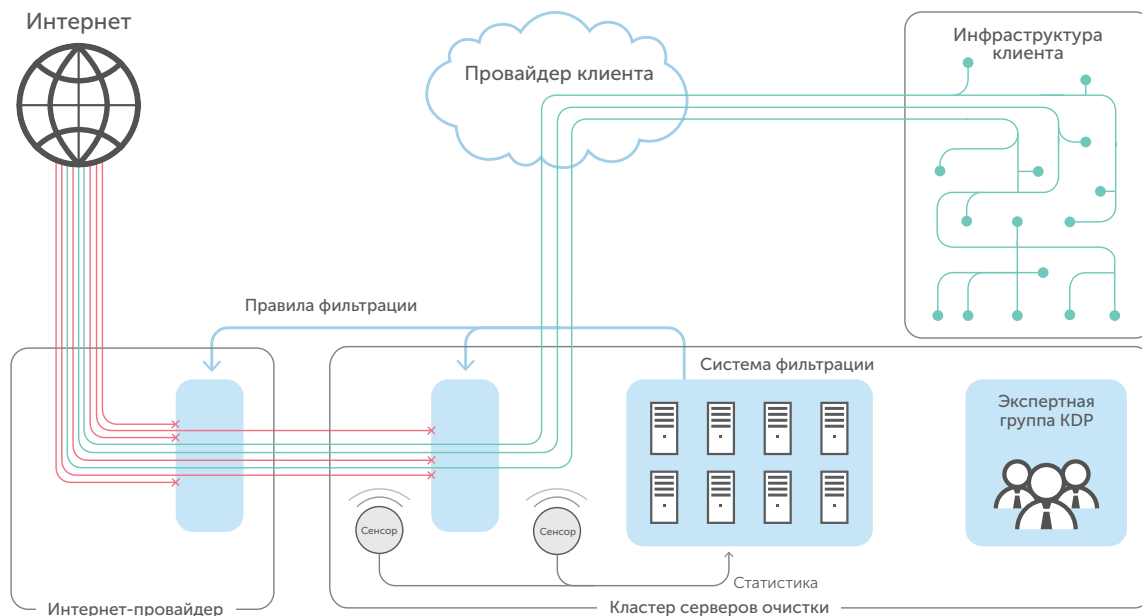 Интернет
Провайдер клиента
Инфраструктура
клиента
Правила фильтрации
Система фильтрации
Экспертная
группа KDP
Сенсор
Сенсор
Статистика
Интернет-провайдер
Кластер серверов очистки